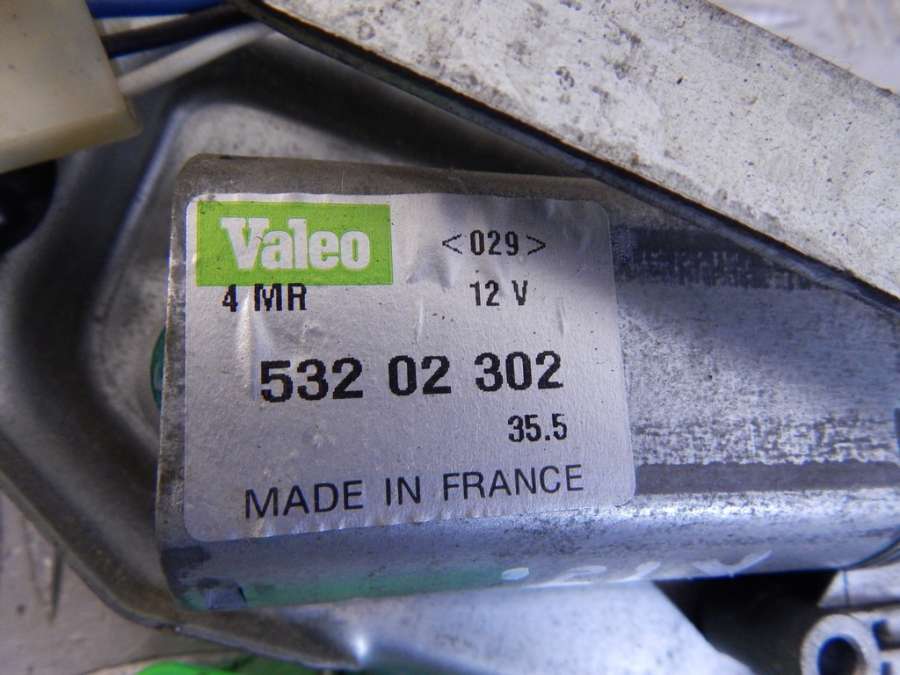 Valeo <029>
4 MR 12 V
532 02 302
35.5
MADE IN FRANCE